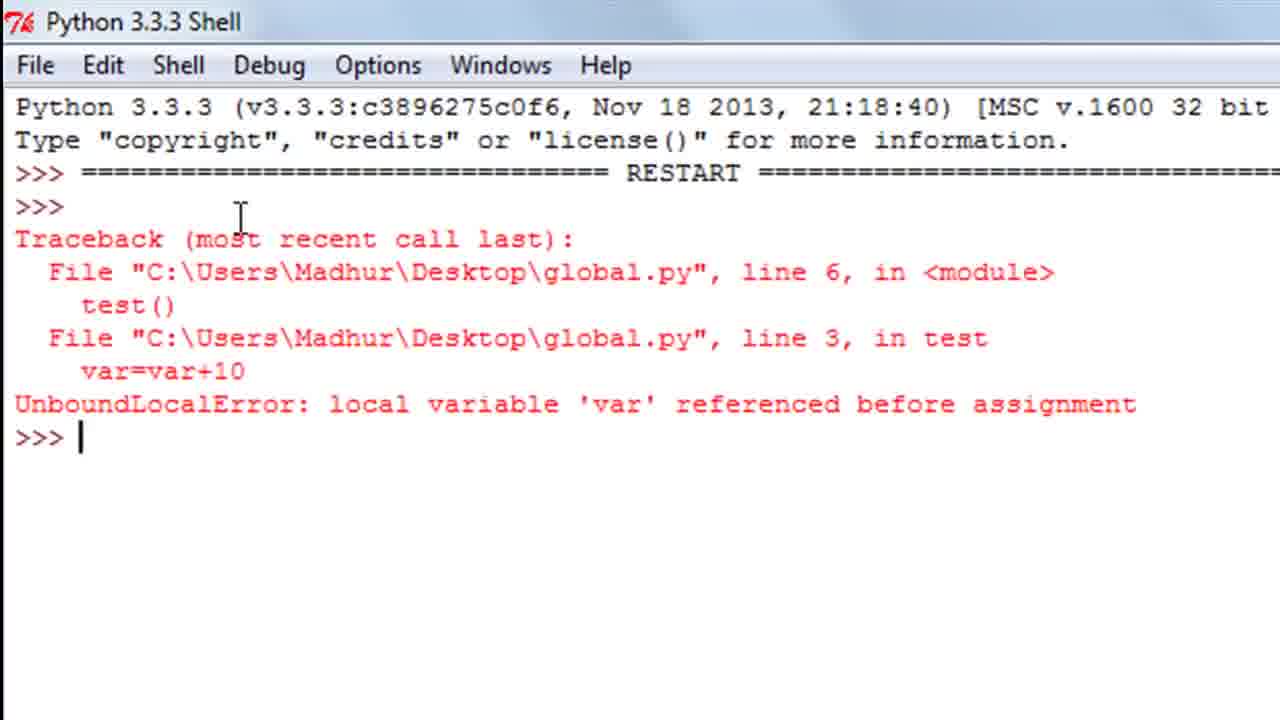 Python 3.3.3 Shell
File Edit Shell Debug Options Windows Help
Python 3.3.3 (v3.3.3:c3896275c0f6, Nov 18 2013, 21:18:40) [MSC v.1600 32 bit
Type "copyright", "credits" or "license()" for more information.
>>> ================================ RESTART ================================
>>>
Traceback (most recent call last):
  File "C:\Users\Madhur\Desktop\global.py", line 6, in <module>
    test()
  File "C:\Users\Madhur\Desktop\global.py", line 3, in test
    var=var+10
UnboundLocalError: local variable 'var' referenced before assignment
>>>